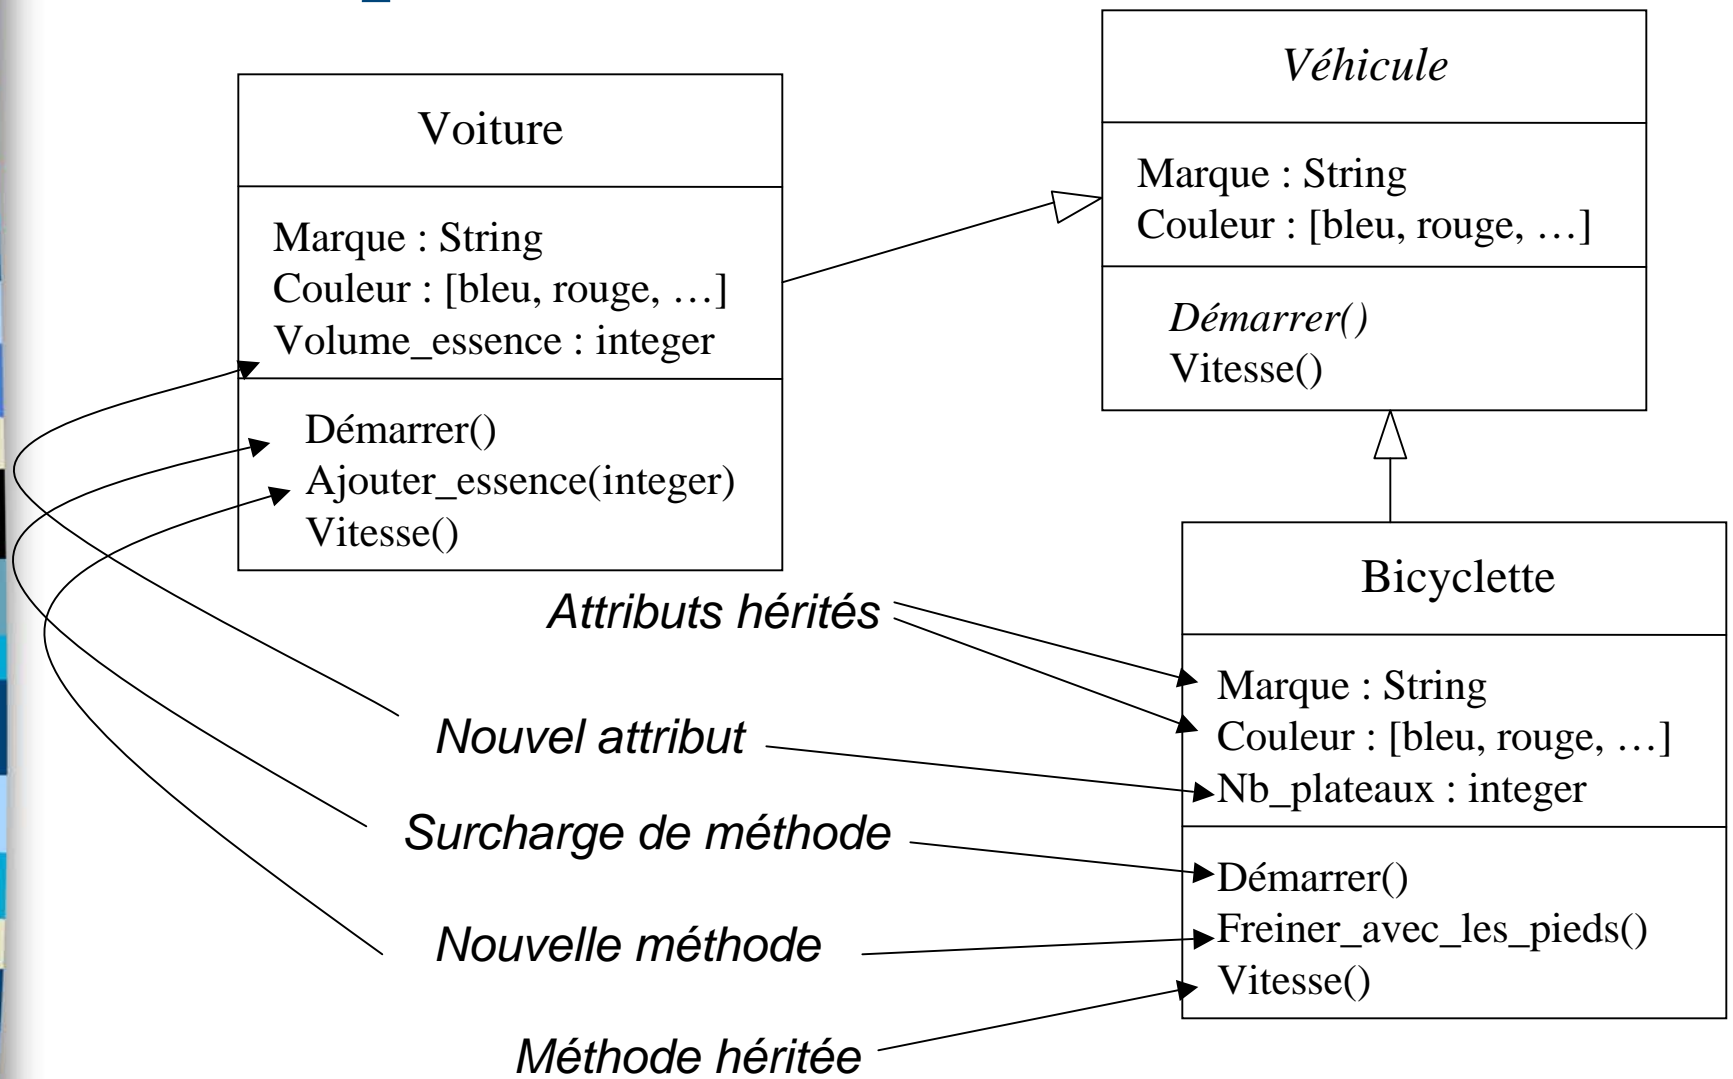 Véhicule
Marque : String
Couleur : [bleu, rouge, …]
Démarrer()
Vitesse()
Voiture
Marque : String
Couleur : [bleu, rouge, …]
Volume_essence : integer
Démarrer()
Ajouter_essence(integer)
Vitesse()
Bicyclette
Marque : String
Couleur : [bleu, rouge, …]
Nb_plateaux : integer
Démarrer()
Freiner_avec_les_pieds()
Vitesse()
Attributs hérités
Nouvel attribut
Surcharge de méthode
Nouvelle méthode
Méthode héritée